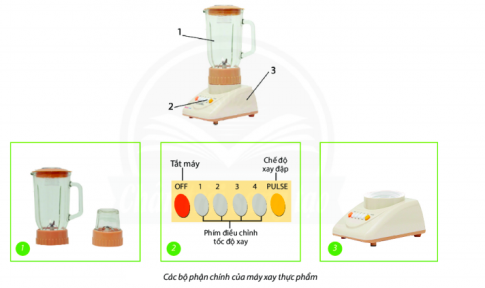 1
2
3
Tắt máy
Chế độ
xay đập
OFF 1 2 3 4 PULSE
Phím điều chỉnh
tốc độ xay
1
2
3
Các bộ phận chính của máy xay thực phẩm